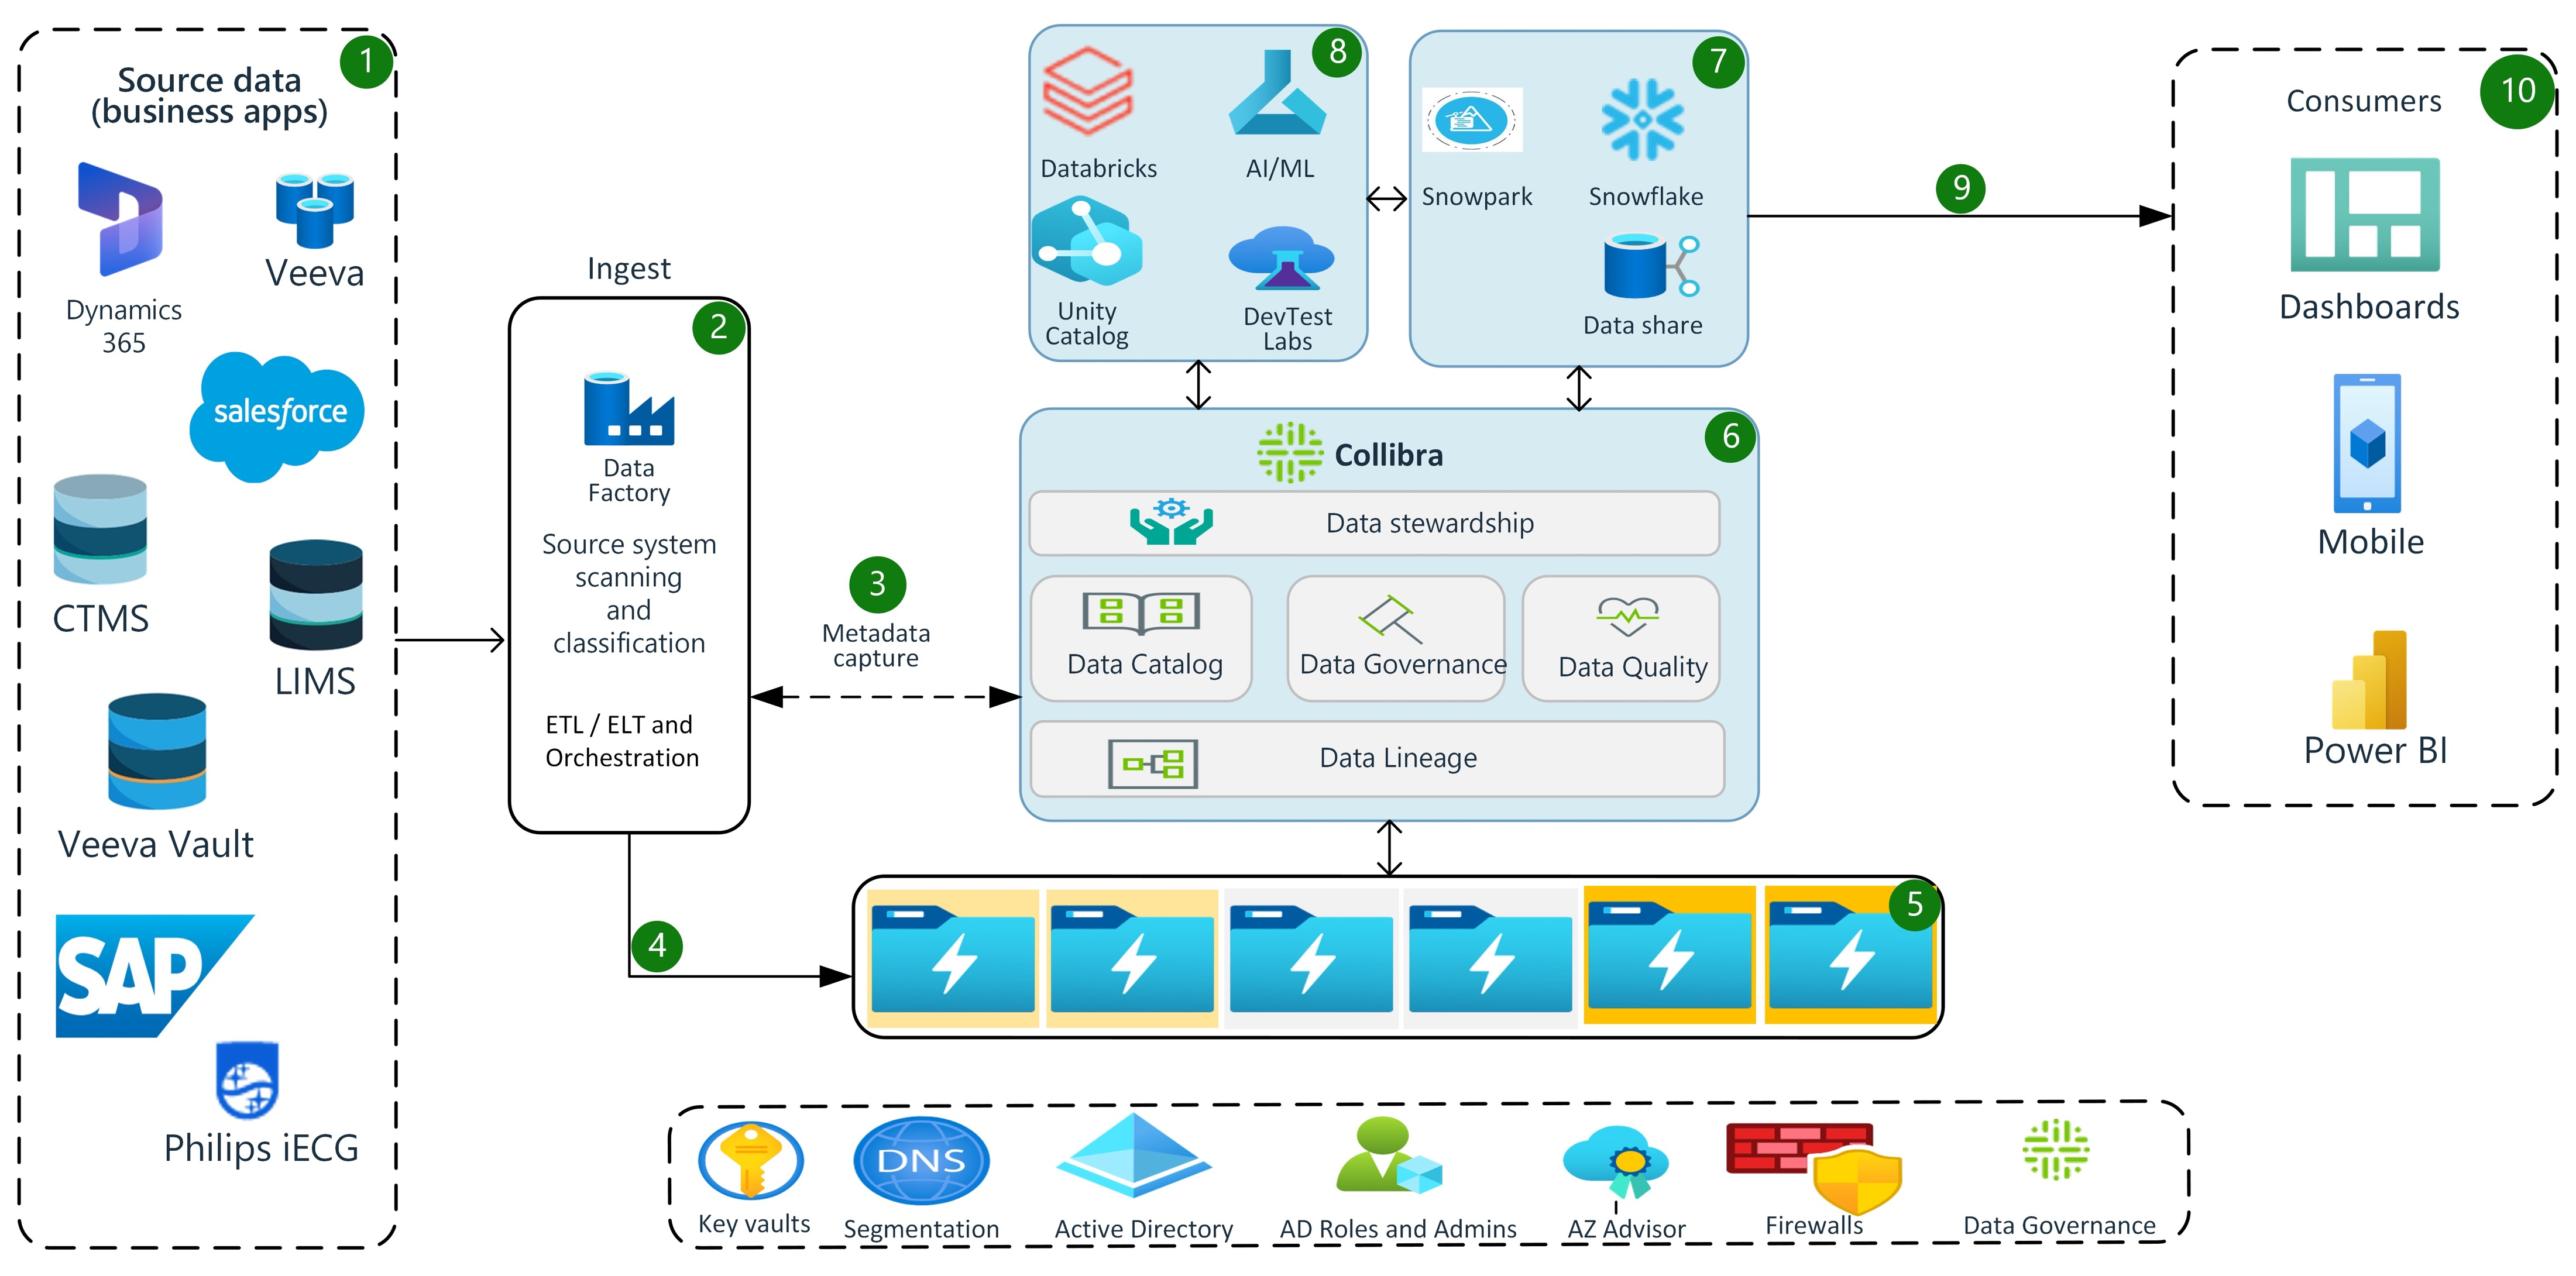 1
Source data
(business apps)
Dynamics
365
Veeva
salesforce
CTMS
LIMS
Veeva Vault
SAP
Philips iECG
Ingest
2
Data
Factory
Source system
scanning
and
classification
ETL / ELT and
Orchestration
3
Metadata
capture
4
8
Databricks
AI/ML
Unity
Catalog
DevTest
Labs
7
Snowpark
Snowflake
Data share
6
Collibra
Data stewardship
Data Catalog
Data Governance
Data Quality
Data Lineage
5
9
10
Consumers
Dashboards
Mobile
Power BI
Key vaults
DNS
Segmentation
Active Directory
AD Roles and Admins
AZ Advisor
Firewalls
Data Governance